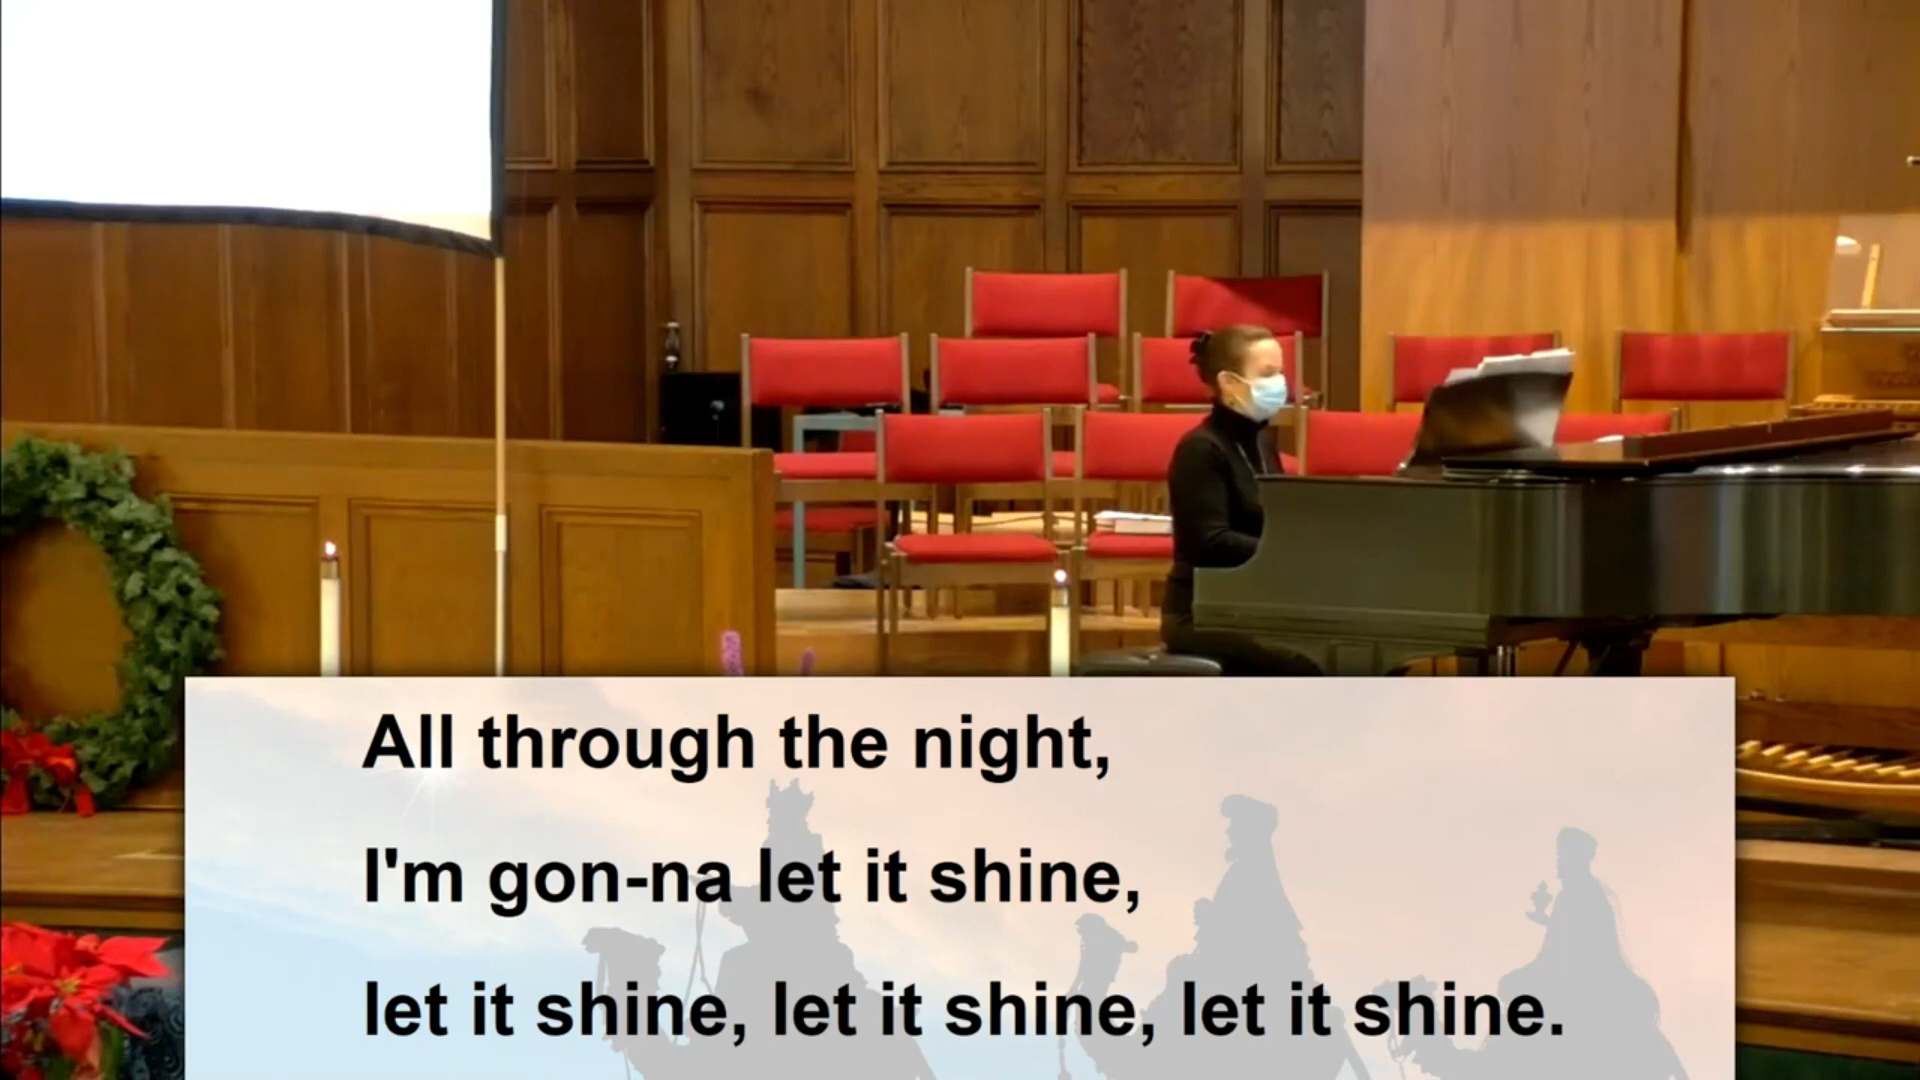 All through the night,
I'm gon-na let it shine,
let it shine, let it shine, let it shine.